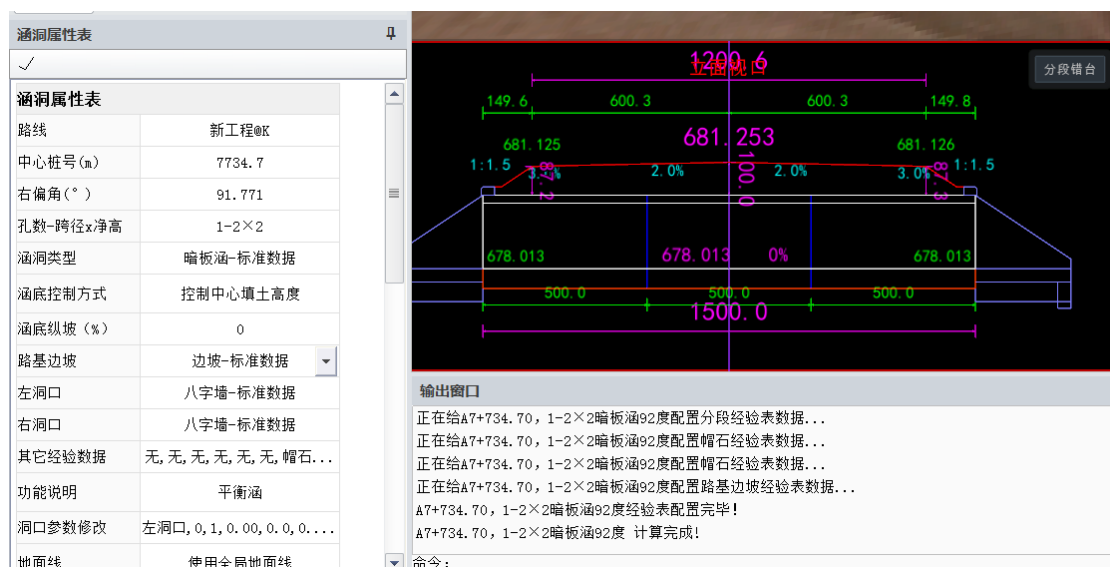 涵洞属性表
✓
涵洞属性表
路线 新工程@K
中心桩号(m) 7734.7
右偏角(°) 91.771
孔数-跨径x净高 1-2×2
涵洞类型 暗板涵-标准数据
涵底控制方式 控制中心填土高度
涵底纵坡（%） 0
路基边坡 边坡-标准数据
左洞口 八字墙-标准数据
右洞口 八字墙-标准数据
其它经验数据 无,无,无,无,无,无,帽石...
功能说明 平衡涵
洞口参数修改 左洞口,0,1,0.00,0.0,0....
地面线 使用全局地面线
1200.6
立面视口
分段错台
149.6 600.3 600.3 149.8
681.125 681.253 681.126
1:1.5 87.2 3.0% 2.0% 100.0 2.0% 3.0% 87.3 1:1.5
678.013 678.013 0% 678.013
500.0 500.0 500.0
1500.0
输出窗口
正在给A7+734.70，1-2×2暗板涵92度配置分段经验表数据...
正在给A7+734.70，1-2×2暗板涵92度配置帽石经验表数据...
正在给A7+734.70，1-2×2暗板涵92度配置帽石经验表数据...
正在给A7+734.70，1-2×2暗板涵92度配置路基边坡经验表数据...
A7+734.70，1-2×2暗板涵92度经验表配置完毕！
A7+734.70，1-2×2暗板涵92度 计算完成！
命令：